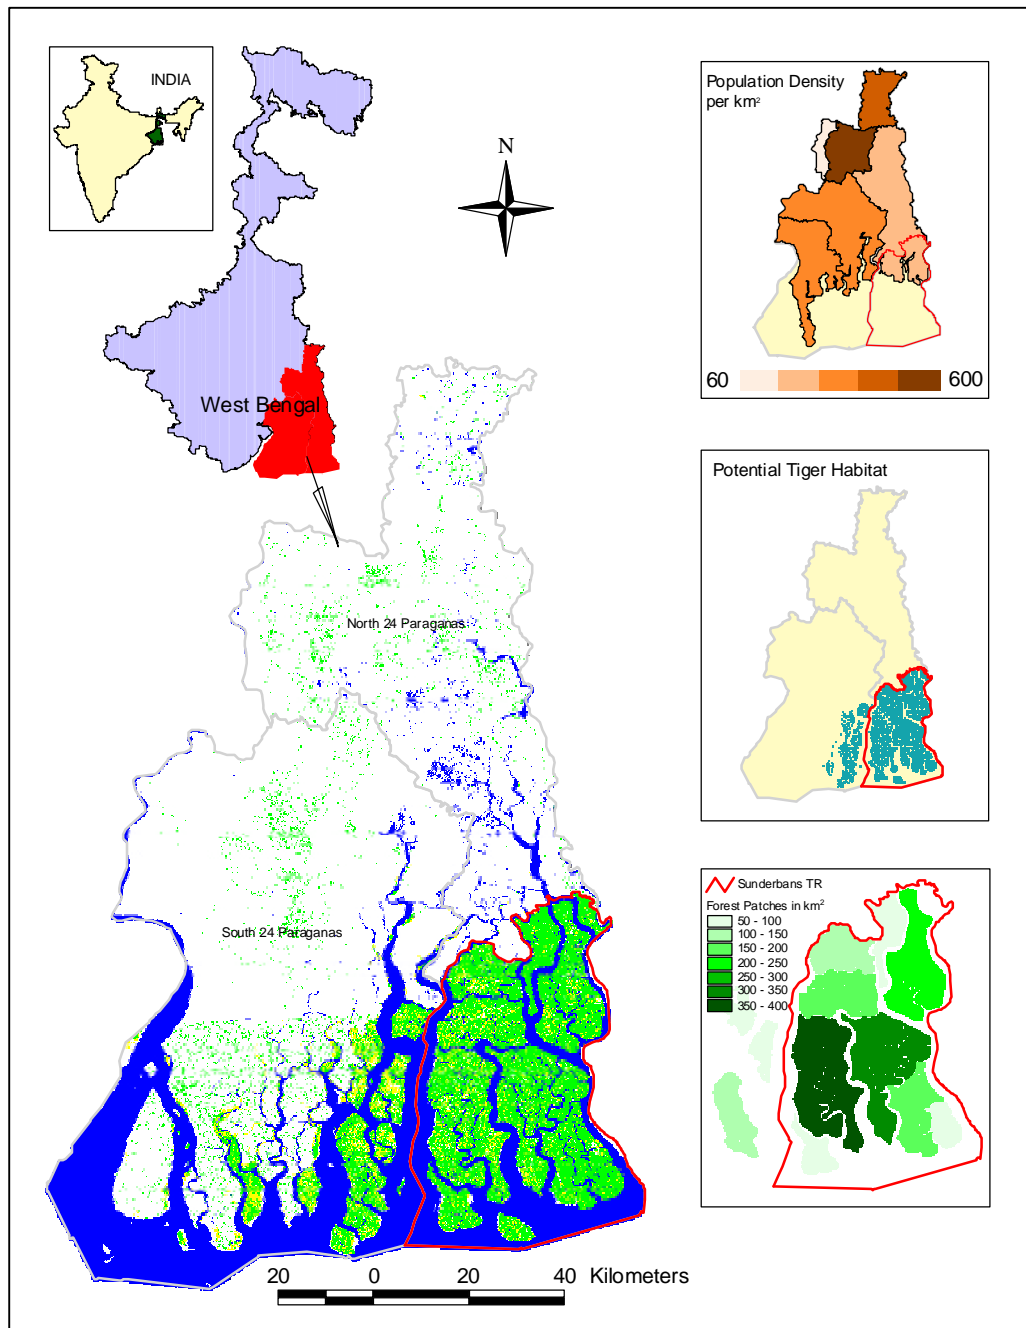 INDIA
N
West Bengal
North 24 Paraganas
South 24 Paraganas
20 0 20 40 Kilometers
Population Density
per km²
60 600
Potential Tiger Habitat
Sunderbans TR
Forest Patches in km²
50 - 100
100 - 150
150 - 200
200 - 250
250 - 300
300 - 350
350 - 400